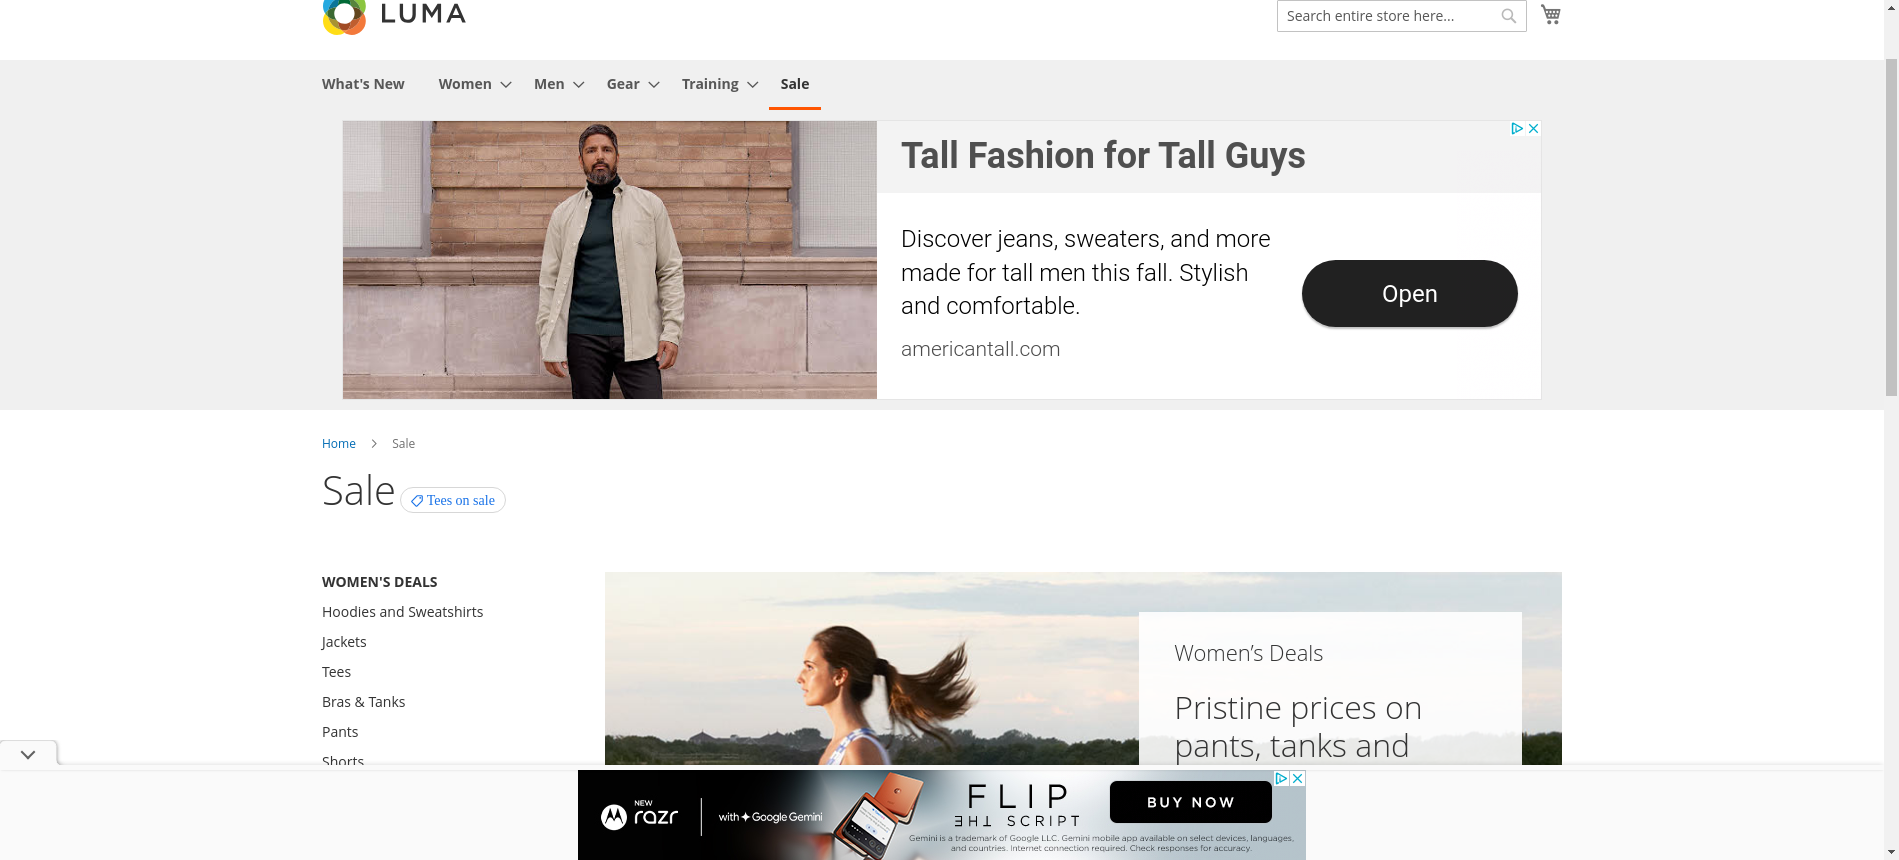 LUMA
Search entire store here...
What's New
Women
Men
Gear
Training
Sale
Tall Fashion for Tall Guys
Discover jeans, sweaters, and more
made for tall men this fall. Stylish
and comfortable.
americantall.com
Open
Home
Sale
Sale
Tees on sale
WOMEN'S DEALS
Hoodies and Sweatshirts
Jackets
Tees
Bras & Tanks
Pants
Shorts
Women’s Deals
Pristine prices on
pants, tanks and
NEW
razr
with Google Gemini
FLIP
THE SCRIPT
BUY NOW
Gemini is a trademark of Google LLC. Gemini mobile app available on select devices, languages,
and countries. Internet connection required. Check responses for accuracy.